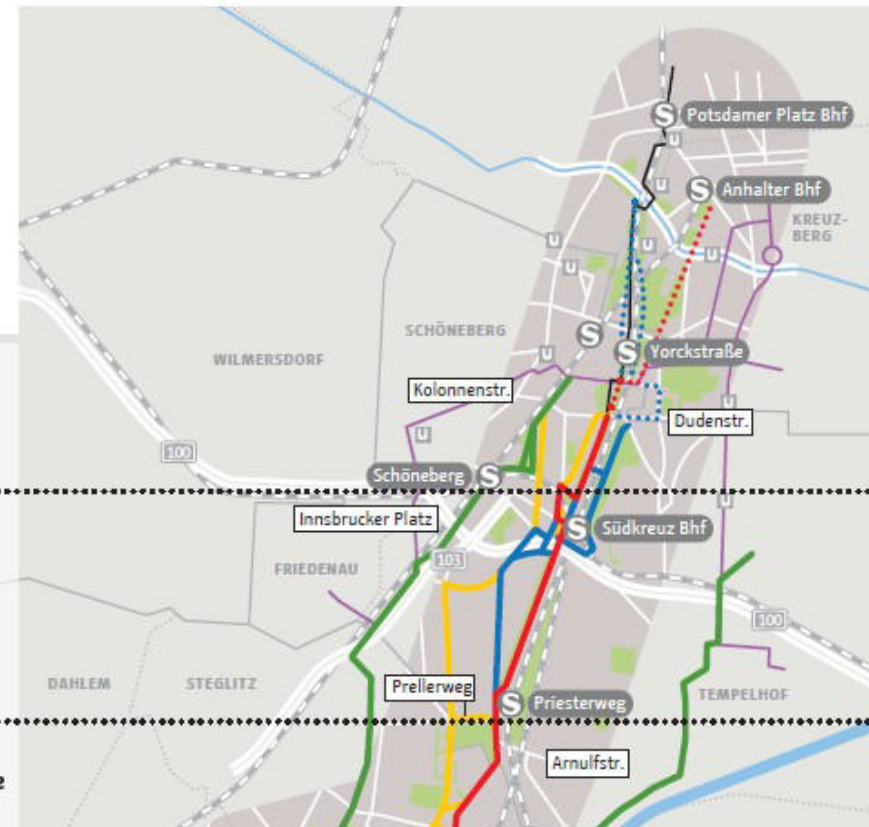 S Potsdamer Platz Bhf
U
U
S Anhalter Bhf
KREUZ-
BERG
U
U
U
U
U
SCHÖNEBERG
S
S Yorckstraße
WILMERSDORF
U
Kolonnenstr.
U
Dudenstr.
U
100
Schöneberg S
U
Innsbrucker Platz
S Südkreuz Bhf
103
FRIEDENAU
100
DAHLEM
STEGLITZ
Prellerweg
S Priesterweg
TEMPELHOF
Arnulfstr.
e